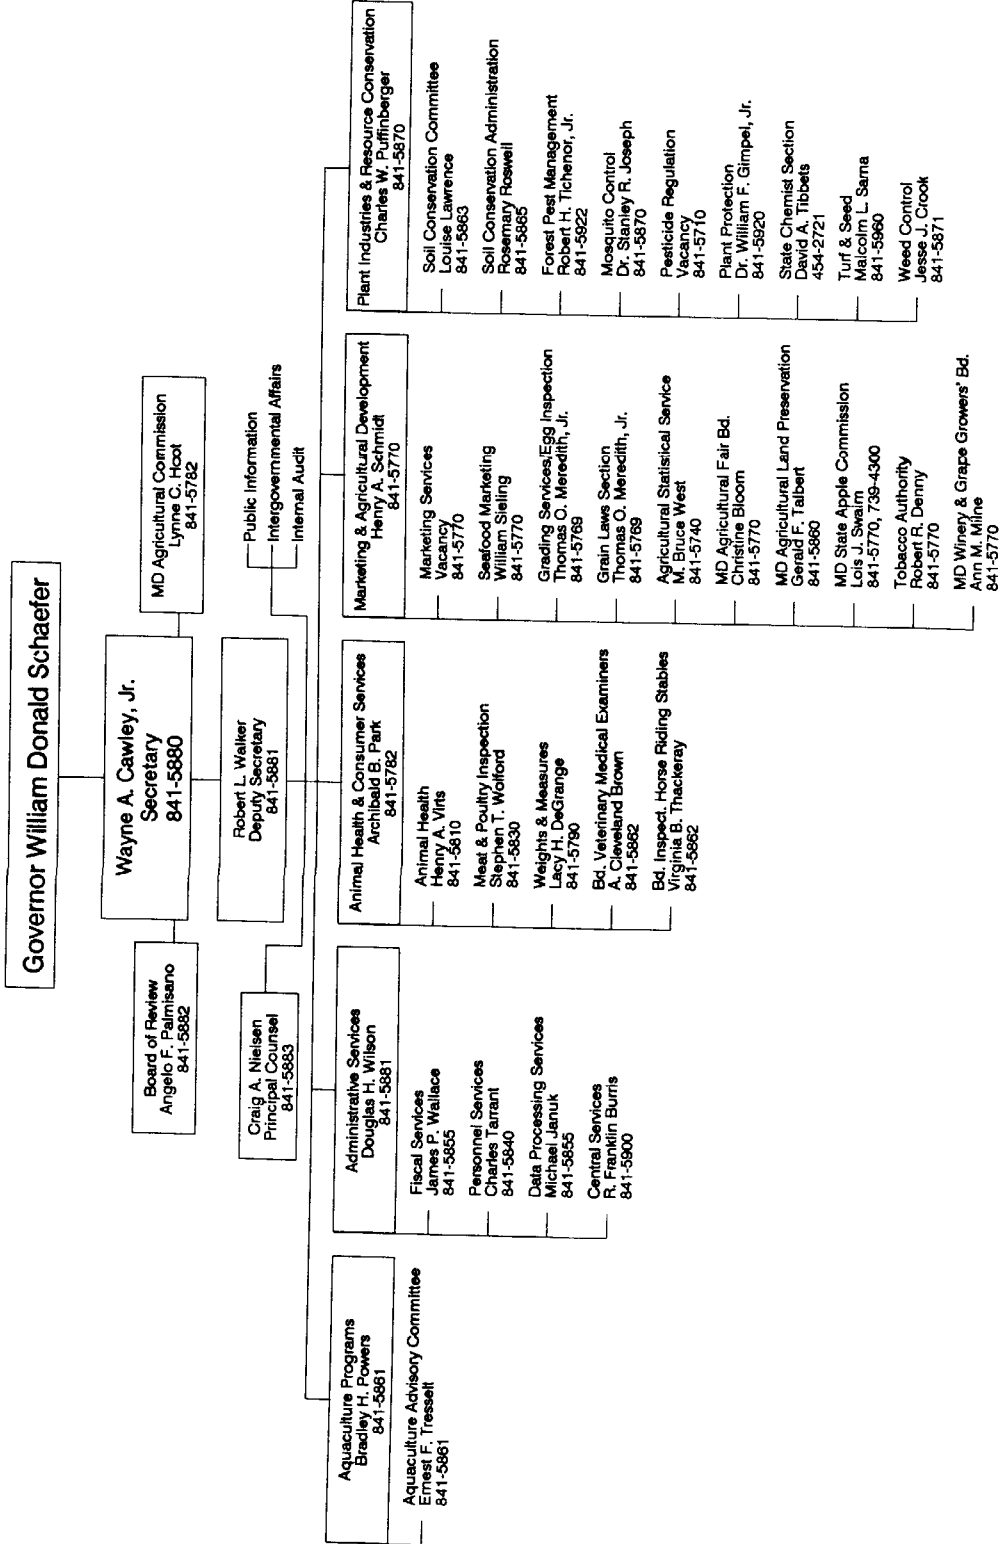 Governor William Donald Schaefer
Wayne A. Cawley, Jr.
Secretary
841-5880
Board of Review
Angelo F. Palmisano
841-5882
MD Agricultural Commission
Lynne C. Hoot
841-5782
Robert L. Walker
Deputy Secretary
841-5881
Craig A. Nielsen
Principal Counsel
841-5883
Public Information
Intergovernmental Affairs
Internal Audit
Aquaculture Programs
Bradley H. Powers
841-5861
Aquaculture Advisory Committee
Ernest F. Tresselt
841-5861
Administrative Services
Douglas H. Wilson
841-5881
Fiscal Services
James P. Wallace
841-5855
Personnel Services
Charles Tarrant
841-5840
Data Processing Services
Michael Januk
841-5855
Central Services
R. Franklin Burris
841-5900
Animal Health & Consumer Services
Archibald B. Park
841-5782
Animal Health
Henry A. Virts
841-5810
Meat & Poultry Inspection
Stephen T. Wolford
841-5830
Weights & Measures
Lacy H. DeGrange
841-5790
Bd. Veterinary Medical Examiners
A. Cleveland Brown
841-5862
Bd. Inspect. Horse Riding Stables
Virginia B. Thackeray
841-5862
Marketing & Agricultural Development
Henry A. Schmidt
841-5770
Marketing Services
Vacancy
841-5770
Seafood Marketing
William Sieling
841-5770
Grading Services/Egg Inspection
Thomas O. Meredith, Jr.
841-5769
Grain Laws Section
Thomas O. Meredith, Jr.
841-5769
Agricultural Statistical Service
M. Bruce West
841-5740
MD Agricultural Fair Bd.
Christine Bloom
841-5770
MD Agricultural Land Preservation
Gerald F. Talbert
841-5860
MD State Apple Commission
Lois J. Swaim
841-5770, 739-4300
Tobacco Authority
Robert R. Denny
841-5770
MD Winery & Grape Growers' Bd.
Ann M. Milne
841-5770
Plant Industries & Resource Conservation
Charles W. Puffinberger
841-5870
Soil Conservation Committee
Louise Lawrence
841-5863
Soil Conservation Administration
Rosemary Roswell
841-5865
Forest Pest Management
Robert H. Tichenor, Jr.
841-5922
Mosquito Control
Dr. Stanley R. Joseph
841-5870
Pesticide Regulation
Vacancy
841-5710
Plant Protection
Dr. William F. Gimpel, Jr.
841-5920
State Chemist Section
David A. Tibbets
454-2721
Turf & Seed
Malcolm L. Sarna
841-5960
Weed Control
Jesse J. Crook
841-5871